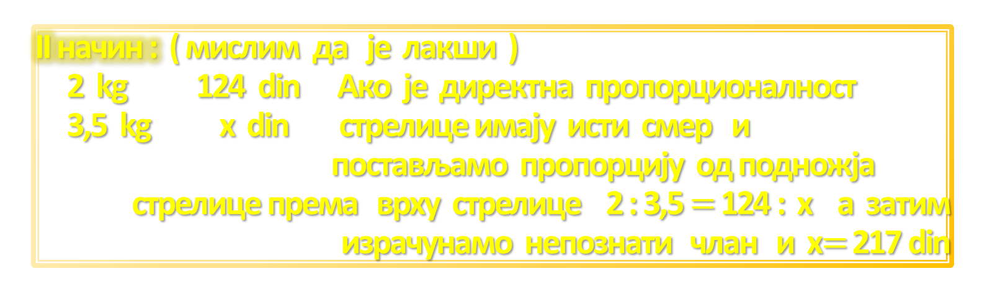 II начин : ( мислим да је лакши )
2 kg 124 din Ако је директна пропорционалност
3,5 kg x din стрелице имају исти смер и
постављамо пропорцију од подножја
стрелице према врху стрелице 2 : 3,5 = 124 : x а затим
израчунамо непознати члан и x= 217 din